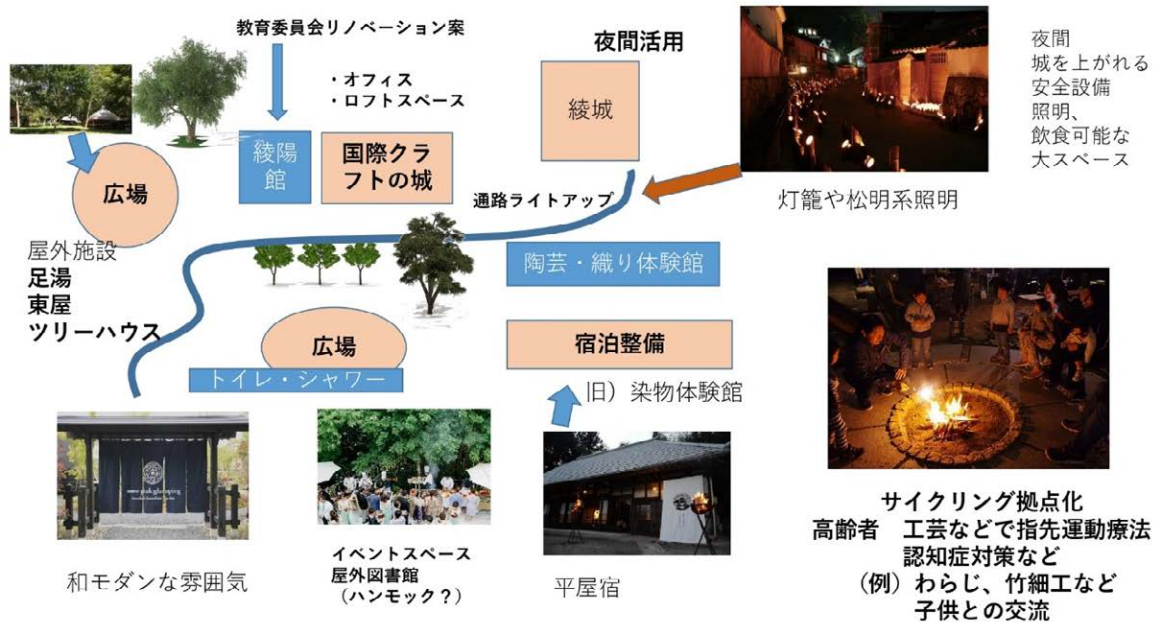 教育委員会リノベーション案
・オフィス
・ロフトスペース
夜間活用
綾城
夜間
城を上がれる
安全設備
照明、
飲食可能な
大スペース
綾陽
館
国際クラ
フトの城
広場
通路ライトアップ
灯籠や松明系照明
屋外施設
足湯
東屋
ツリーハウス
陶芸・織り体験館
広場
トイレ・シャワー
宿泊整備
旧）染物体験館
和モダンな雰囲気
イベントスペース
屋外図書館
（ハンモック？）
平屋宿
サイクリング拠点化
高齢者　工芸などで指先運動療法
認知症対策など
（例）わらじ、竹細工など
子供との交流